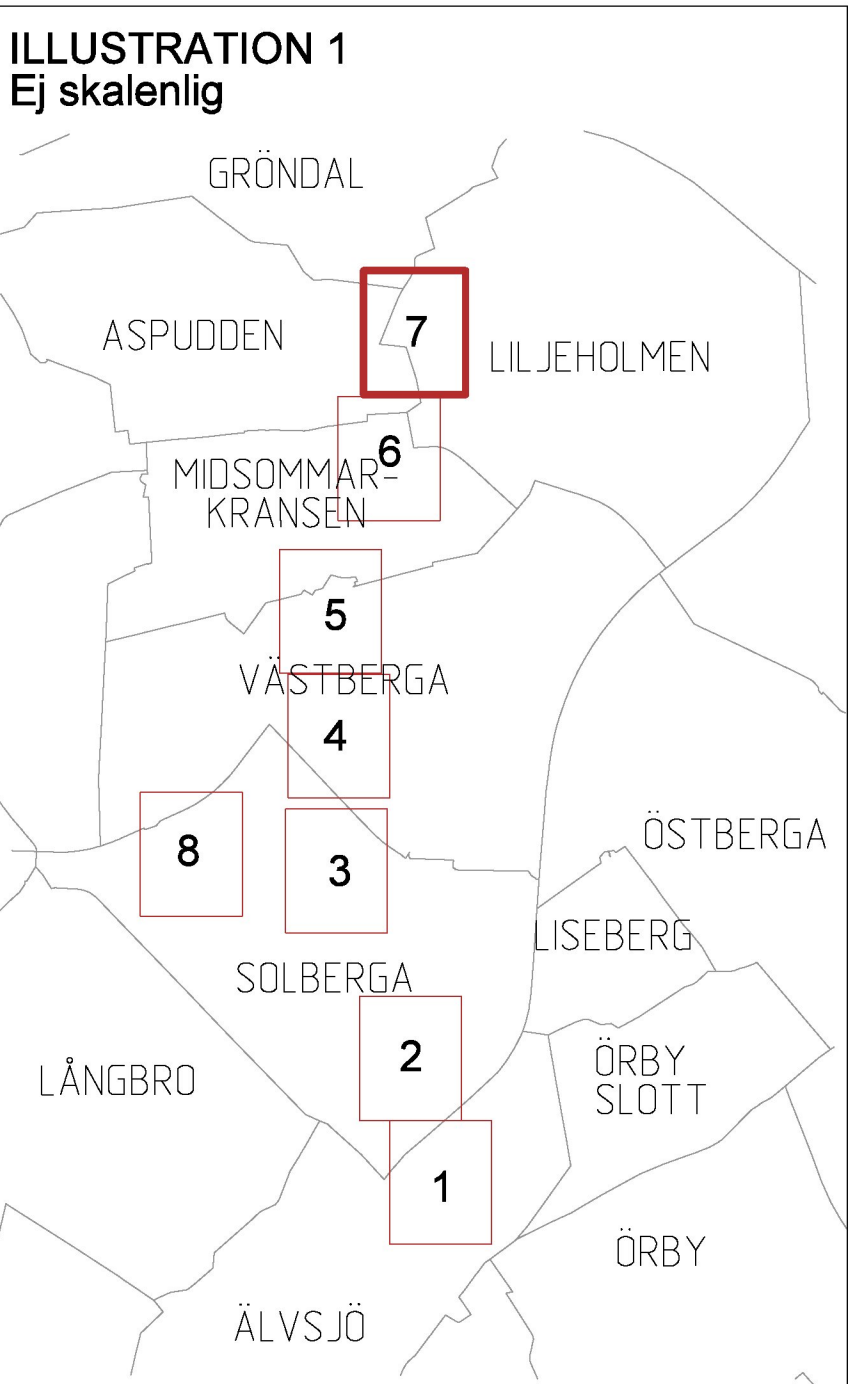 ILLUSTRATION 1
Ej skalenlig
GRÖNDAL
7
ASPUDDEN
LILJEHOLMEN
6
MIDSOMMAR-
KRANSEN
5
VÄSTBERGA
4
ÖSTBERGA
8
3
LISEBERG
SOLBERGA
2
ÖRBY
SLOTT
LÅNGBRO
1
ÖRBY
ÄLVSJÖ